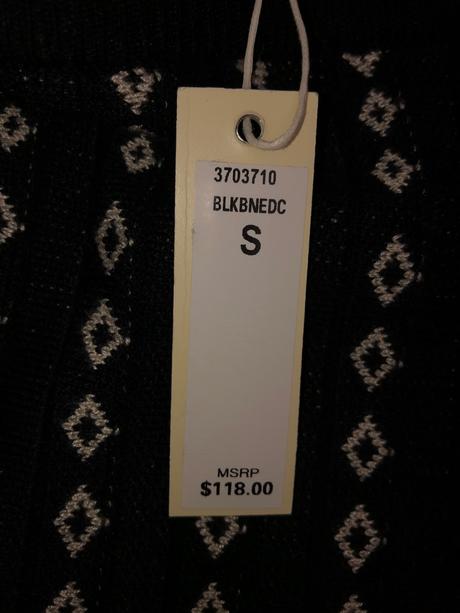 3703710
BLKBNEDC
S
MSRP
$118.00